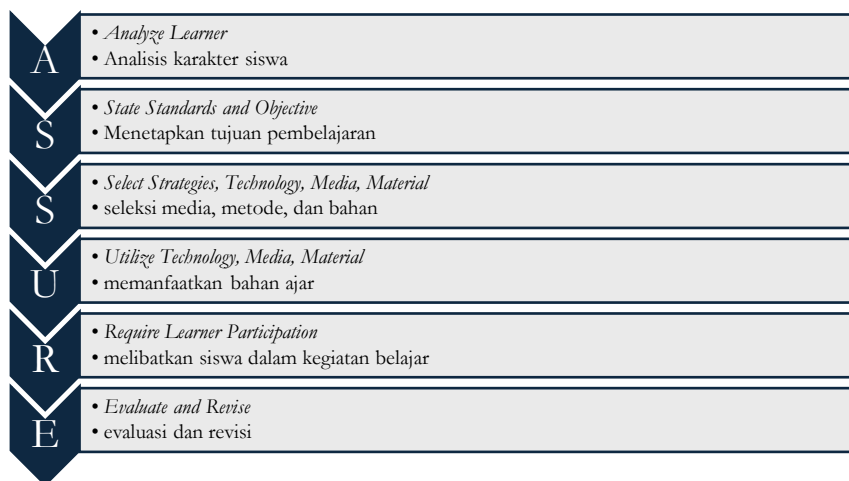 A
• Analyze Learner
• Analisis karakter siswa
S
• State Standards and Objective
• Menetapkan tujuan pembelajaran
S
• Select Strategies, Technology, Media, Material
• seleksi media, metode, dan bahan
U
• Utilize Technology, Media, Material
• memanfaatkan bahan ajar
R
• Require Learner Participation
• melibatkan siswa dalam kegiatan belajar
E
• Evaluate and Revise
• evaluasi dan revisi